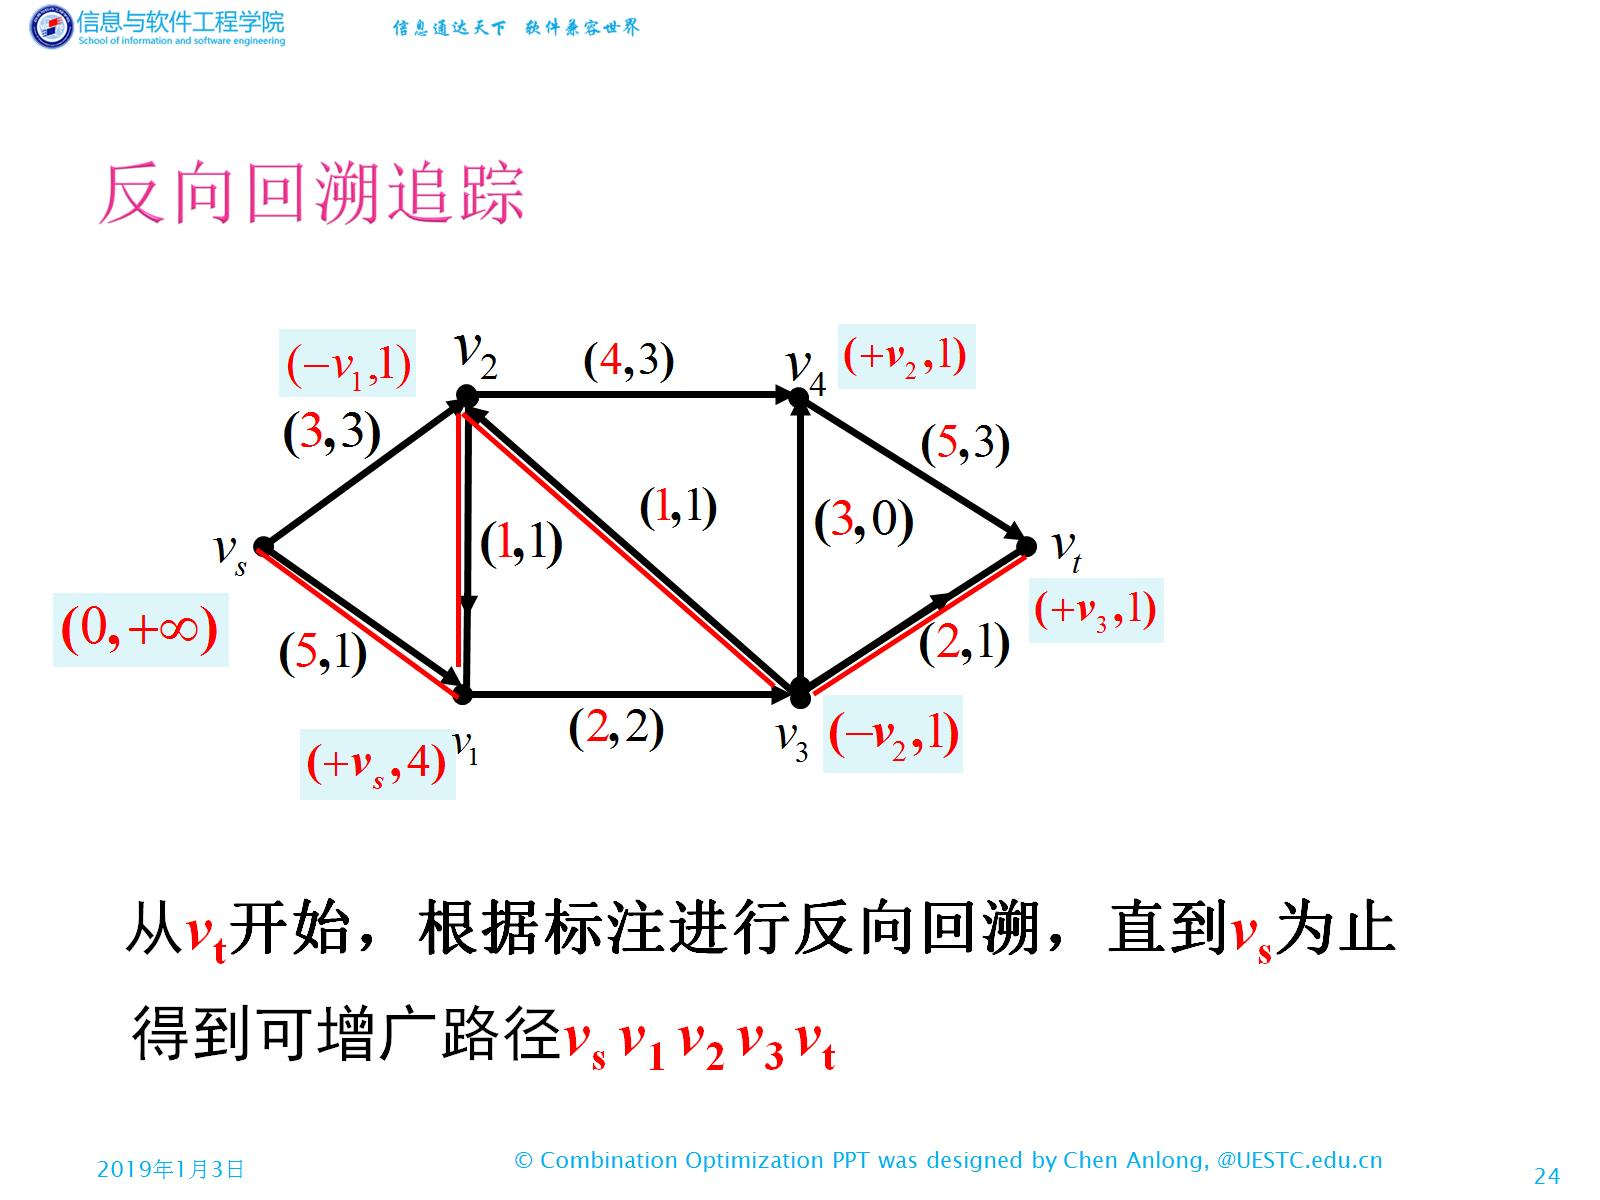 信息与软件工程学院
School of information and software engineering
信息通达天下 软件兼容世界
反向回溯追踪
(−v1,1)
v2
(4,3)
v4
(+v2,1)
(3,3)
(5,3)
(1,1)
(1,1)
(3,0)
vs
vt
(0,+∞)
(5,1)
(+v3,1)
(2,1)
(+vs,4)
v1
(2,2)
v3
(−v2,1)
从vt开始，根据标注进行反向回溯，直到vs为止
得到可增广路径vs v1 v2 v3 vt
2019年1月3日
© Combination Optimization PPT was designed by Chen Anlong, @UESTC.edu.cn
24